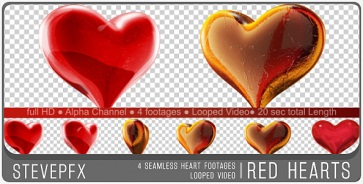 full HD ● Alpha Channel ● 4 footages ● Looped Video ● 20 sec total Length
STEVEPFX
4 SEAMLESS HEART FOOTAGES
LOOPED VIDEO
RED HEARTS